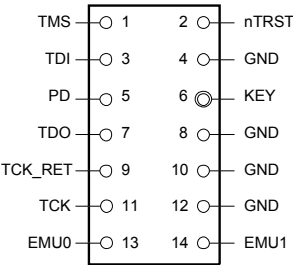 TMS 1 2 nTRST
TDI 3 4 GND
PD 5 6 KEY
TDO 7 8 GND
TCK_RET 9 10 GND
TCK 11 12 GND
EMU0 13 14 EMU1